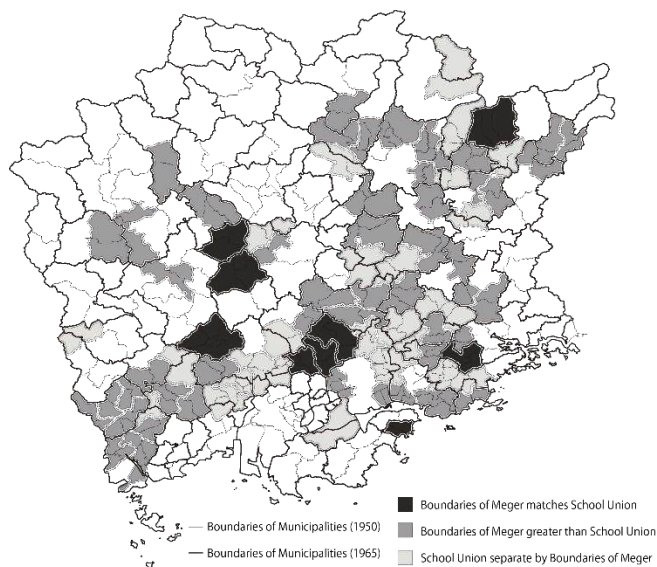 Boundaries of Meger matches School Union
Boundaries of Municipalities (1950)
Boundaries of Meger greater than School Union
Boundaries of Municipalities (1965)
School Union separate by Boundaries of Meger